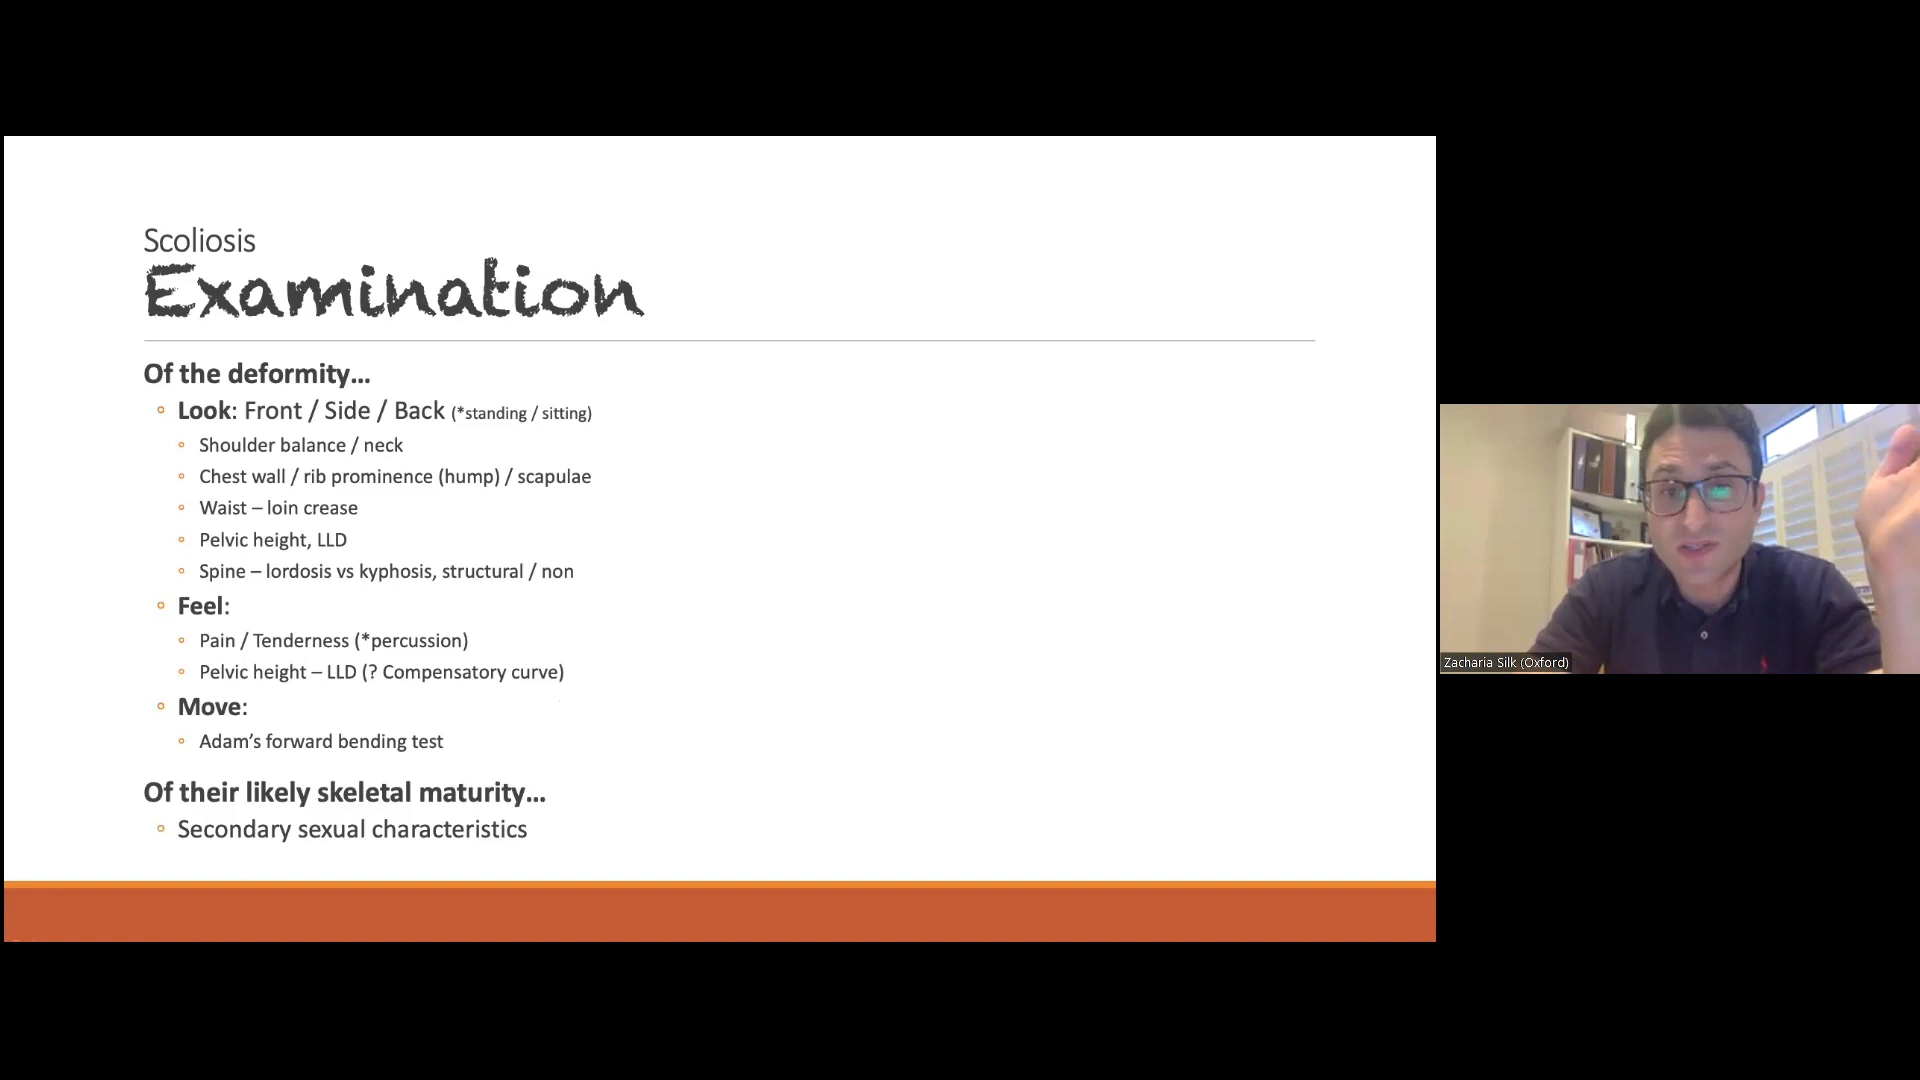 Scoliosis
Examination
Of the deformity...
Look: Front / Side / Back (*standing / sitting)
Shoulder balance / neck
Chest wall / rib prominence (hump) / scapulae
Waist – loin crease
Pelvic height, LLD
Spine – lordosis vs kyphosis, structural / non
Feel:
Pain / Tenderness (*percussion)
Pelvic height – LLD (? Compensatory curve)
Move:
Adam’s forward bending test
Of their likely skeletal maturity...
Secondary sexual characteristics
Zacharia Silk (Oxford)